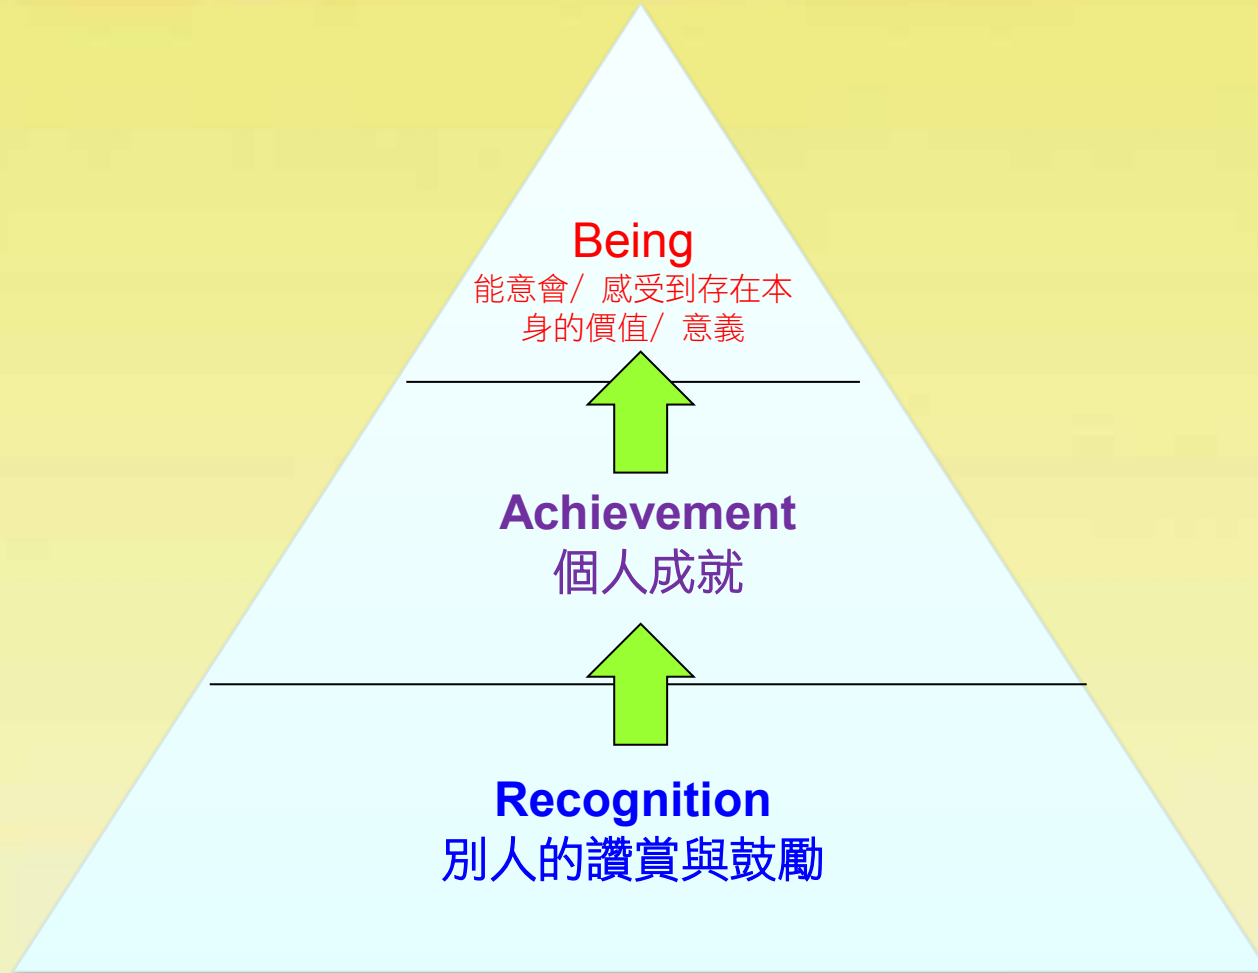 Being
能意會/ 感受到存在本
身的價值/ 意義
Achievement
個人成就
Recognition
別人的讚賞與鼓勵